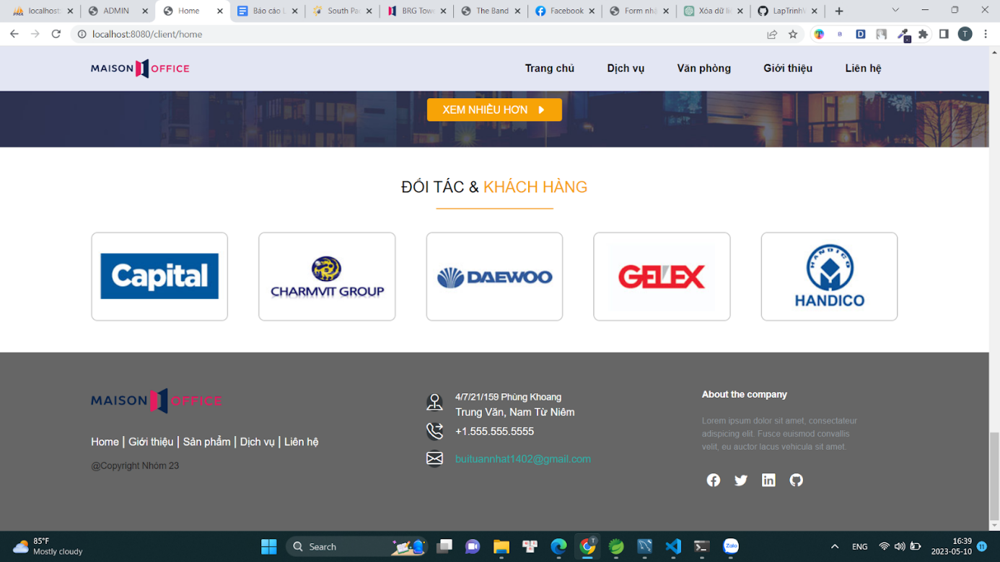 localhost:
ADMIN
Home
Báo cáo L
South Pa
BRG Tow
The Band
Facebook
Form nhậ
Xóa dữ li
LapTrinhW
localhost:8080/client/home
T
MAISON OFFICE
Trang chủ
Dịch vụ
Văn phòng
Giới thiệu
Liên hệ
XEM NHIỀU HƠN
ĐỐI TÁC & KHÁCH HÀNG
Capital
CHARMVIT GROUP
DAEWOO
GELEX
HANDICO
HANDICO
MAISON OFFICE
Home | Giới thiệu | Sản phẩm | Dịch vụ | Liên hệ
@Copyright Nhóm 23
4/7/21/159 Phùng Khoang
Trung Văn, Nam Từ Niêm
+1.555.555.5555
buituannhat1402@gmail.com
About the company
Lorem ipsum dolor sit amet, consectateur
adispicing elit. Fusce euismod convallis
velit, eu auctor lacus vehicula sit amet.
85°F
Mostly cloudy
Search
Zalo
ENG
16:39
2023-05-10
11